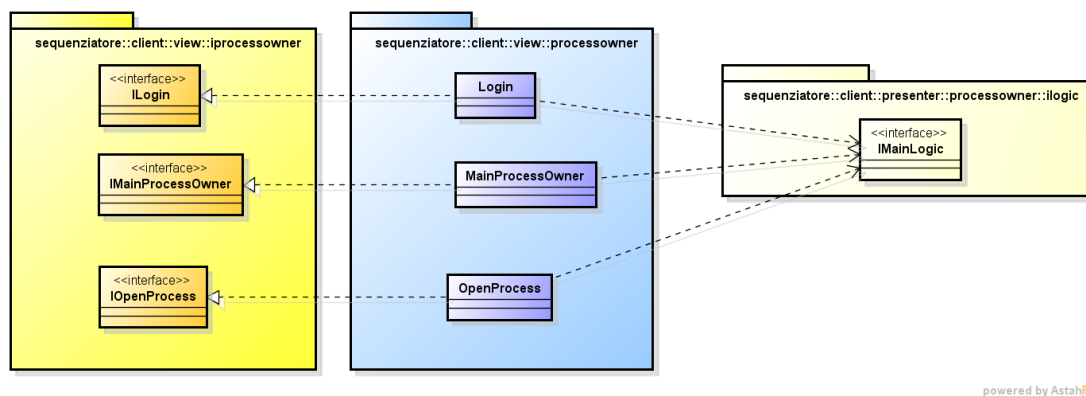 sequenziatore::client::view::iprocessowner
<<interface>>
ILogin
<<interface>>
IMainProcessOwner
<<interface>>
IOpenProcess
sequenziatore::client::view::processowner
Login
MainProcessOwner
OpenProcess
sequenziatore::client::presenter::processowner::ilogic
<<interface>>
IMainLogic
powered by Astah